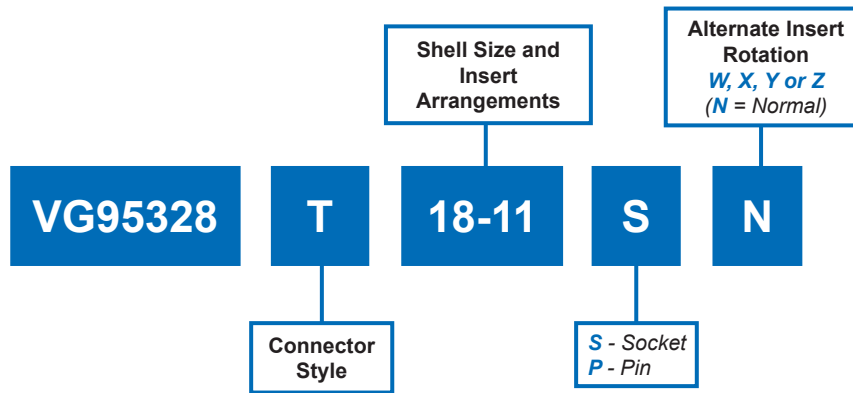 Shell Size and
Insert
Arrangements
Alternate Insert
Rotation
W, X, Y or Z
(N = Normal)
VG95328 T 18-11 S N
Connector
Style
S - Socket
P - Pin